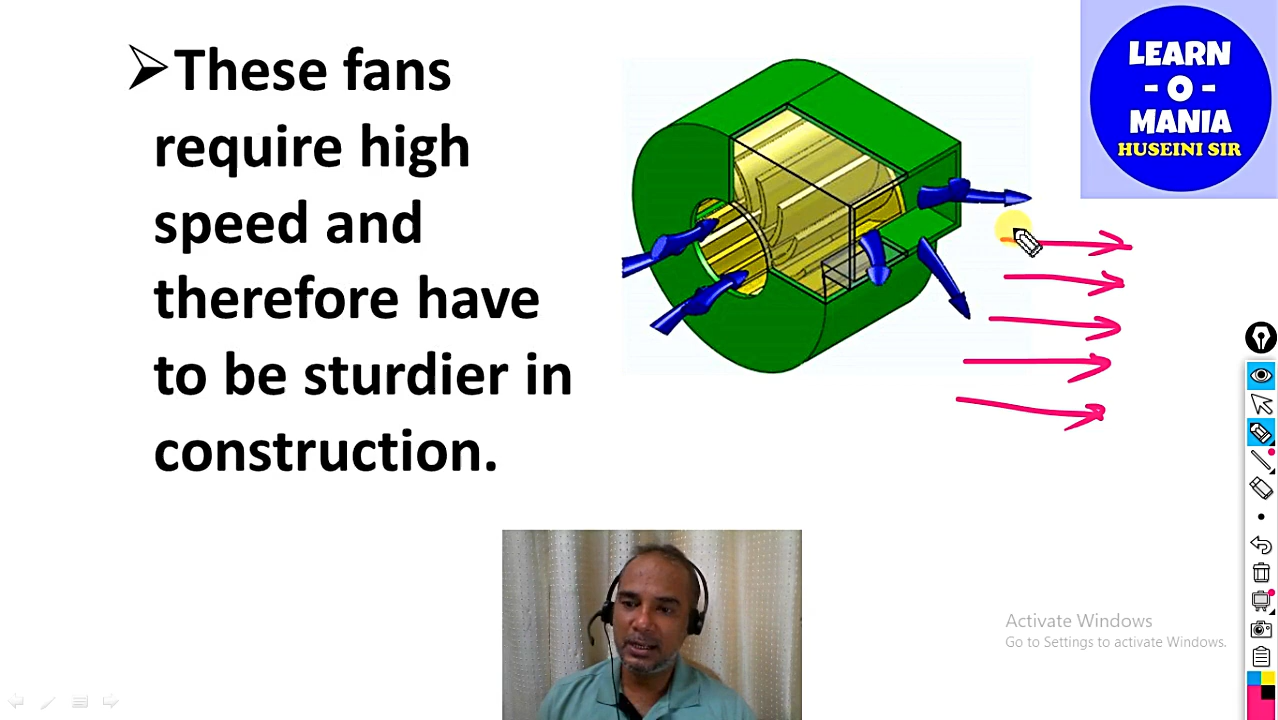 ➢These fans
require high
speed and
therefore have
to be sturdier in
construction.
LEARN
- O -
MANIA
HUSEINI SIR
Activate Windows
Go to Settings to activate Windows.